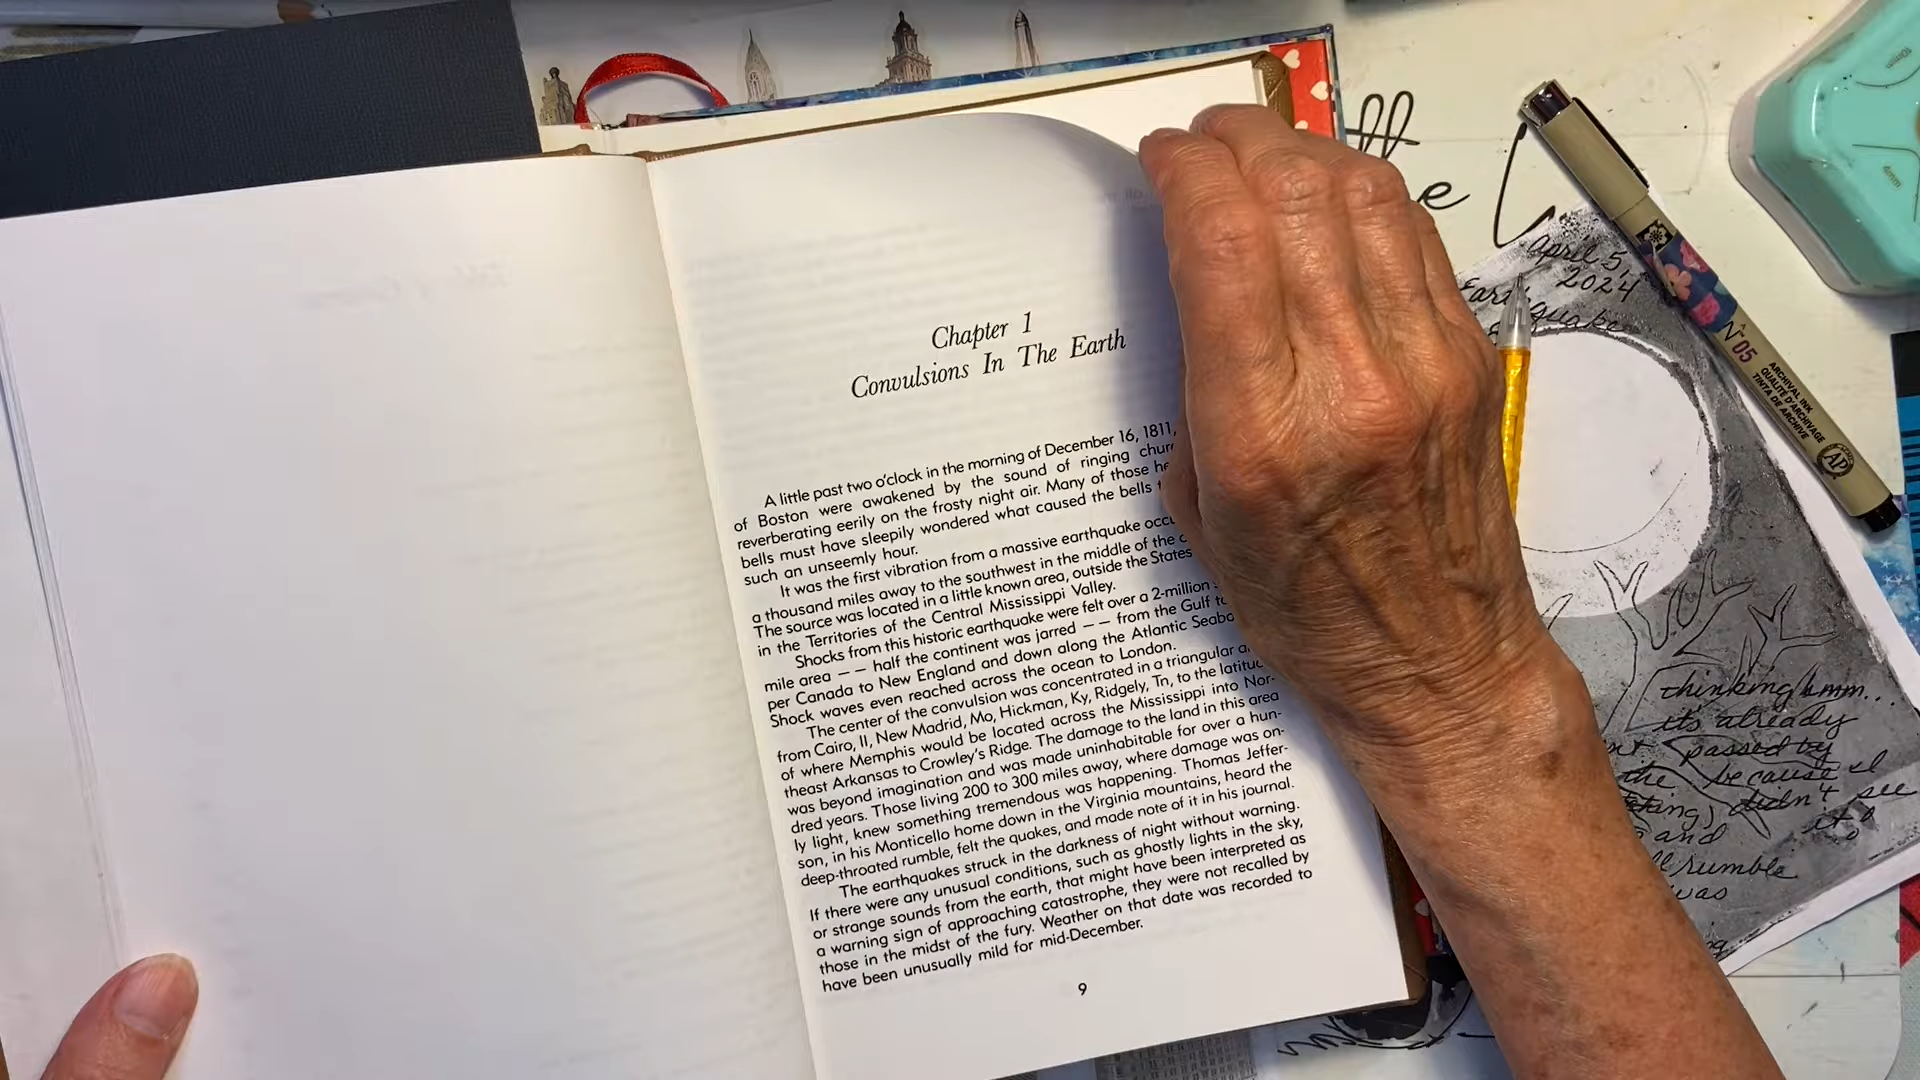 Chapter 1
Convulsions In The Earth
A little past two o'clock in the morning of December 16, 1811,
of Boston were awakened by the sound of ringing
reverberating eerily on the frosty night air. Many of those
bells must have sleepily wondered what caused the bells
such an unseemly hour.
It was the first vibration from a massive earthquake
a thousand miles away to the southwest in the middle of the
The source was located in a little known area, outside the States
in the Territories of the Central Mississippi Valley.
Shocks from this historic earthquake were felt over a 2-million
mile area — — half the continent was jarred — — from the Gulf
per Canada to New England and down along the Atlantic
Shock waves even reached across the ocean to London.
The center of the convulsion was concentrated in a triangular
from Cairo, Il, New Madrid, Mo, Hickman, Ky, Ridgely, Tn, to the
of where Memphis would be located across the Mississippi into Nor-
theast Arkansas to Crowley's Ridge. The damage to the land in this area
was beyond imagination and was made uninhabitable for over a hun-
dred years. Those living 200 to 300 miles away, where damage was on-
ly light, knew something tremendous was happening. Thomas Jeffer-
son, in his Monticello home down in the Virginia mountains, heard the
deep-throated rumble, felt the quakes, and made note of it in his journal.
The earthquakes struck in the darkness of night without warning.
If there were any unusual conditions, such as ghostly lights in the sky,
or strange sounds from the earth, that might have been interpreted as
a warning sign of approaching catastrophe, they were not recalled by
those in the midst of the fury. Weather on that date was recorded to
have been unusually mild for mid-December.
9
April 5,
2024
Earthquake
thinking hmm..
its already
passed by
the because I
didn't see
and it
rumble
was
N° 05
ARCHIVAL INK
QUALITÉ D'ARCHIVAGE
TINTA DE ARCHIVE
AP